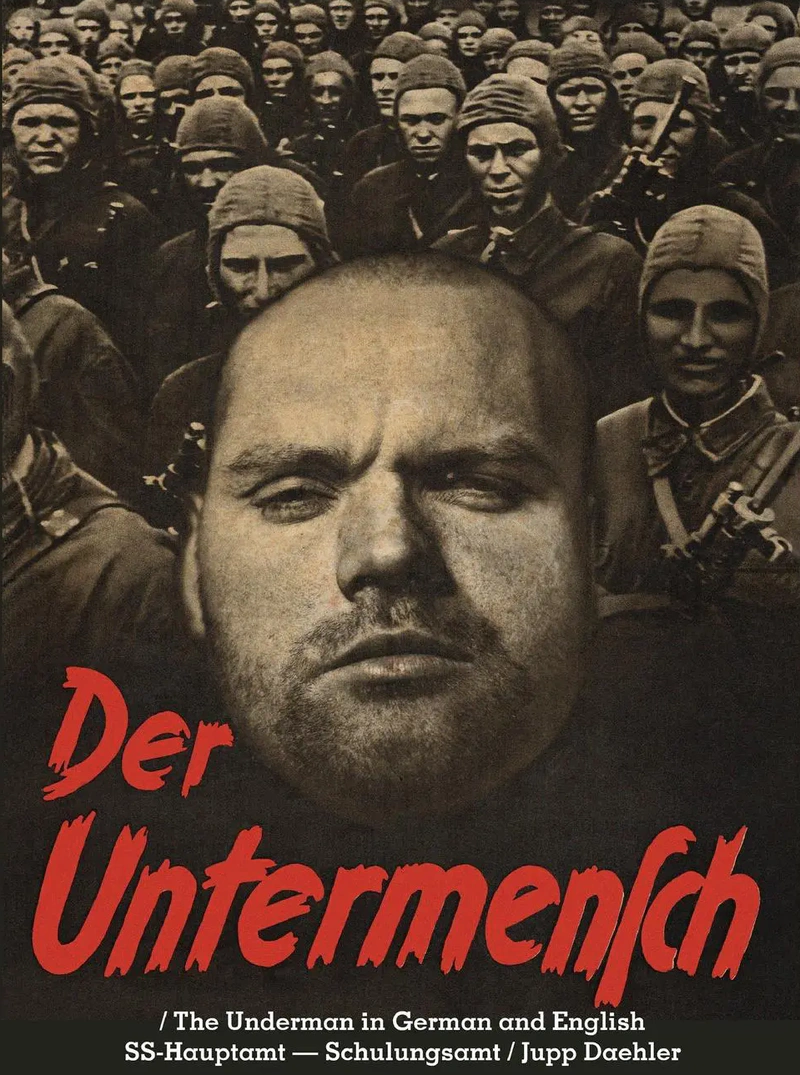 Der
Untermensch
/ The Underman in German and English
SS-Hauptamt — Schulungsamt / Jupp Daehler